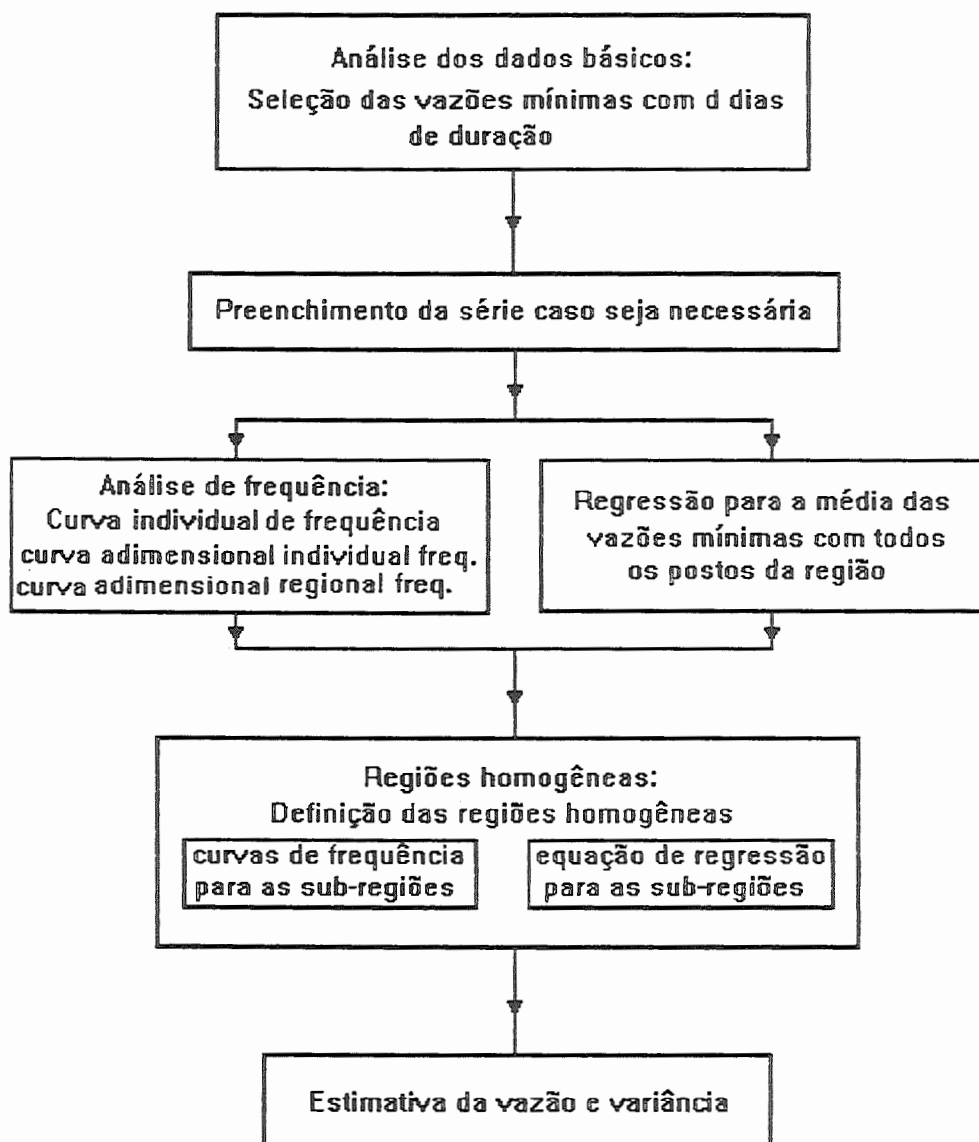 Análise dos dados básicos:
Seleção das vazões mínimas com d dias
de duração
Preenchimento da série caso seja necessária
Análise de frequência:
Curva individual de frequência
curva adimensional individual freq.
curva adimensional regional freq.
Regressão para a média das
vazões mínimas com todos
os postos da região
Regiões homogêneas:
Definição das regiões homogêneas
curvas de frequência
para as sub-regiões
equação de regressão
para as sub-regiões
Estimativa da vazão e variância